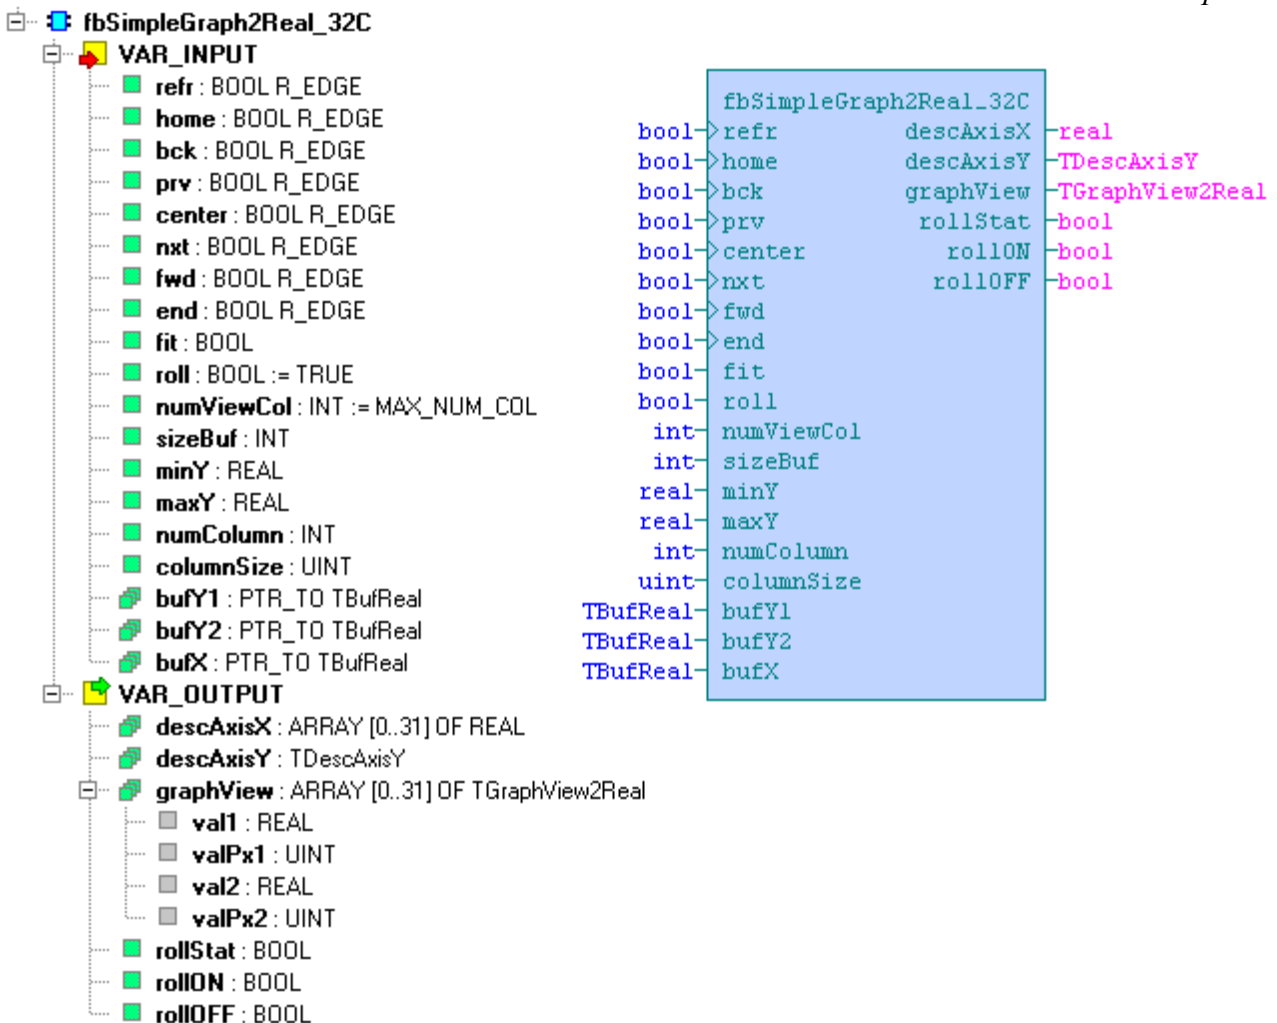 fbSimpleGraph2Real_32C
VAR_INPUT
refr : BOOL R_EDGE
home : BOOL R_EDGE
bck : BOOL R_EDGE
prv : BOOL R_EDGE
center : BOOL R_EDGE
nxt : BOOL R_EDGE
fwd : BOOL R_EDGE
end : BOOL R_EDGE
fit : BOOL
roll : BOOL := TRUE
numViewCol : INT := MAX_NUM_COL
sizeBuf : INT
minY : REAL
maxY : REAL
numColumn : INT
columnSize : UINT
bufY1 : PTR_TO TBufReal
bufY2 : PTR_TO TBufReal
bufX : PTR_TO TBufReal
VAR_OUTPUT
descAxisX : ARRAY [0..31] OF REAL
descAxisY : TDescAxisY
graphView : ARRAY [0..31] OF TGraphView2Real
val1 : REAL
valPx1 : UINT
val2 : REAL
valPx2 : UINT
rollStat : BOOL
rollON : BOOL
rollOFF : BOOL
fbSimpleGraph2Real_32C
bool refr descAxisX real
bool home descAxisY TDescAxisY
bool bck graphView TGraphView2Real
bool prv rollStat bool
bool center rollON bool
bool nxt rollOFF bool
bool fwd
bool end
bool fit
bool roll
int numViewCol
int sizeBuf
real minY
real maxY
int numColumn
uint columnSize
TBufReal bufY1
TBufReal bufY2
TBufReal bufX